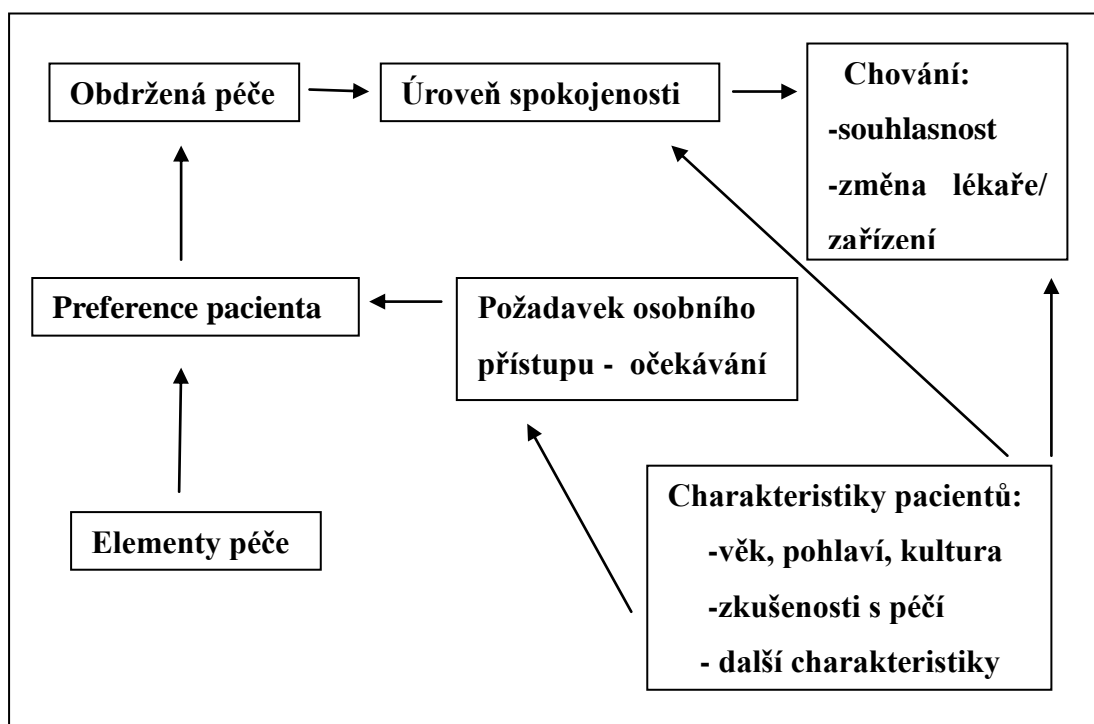 Obdržená péče
Úroveň spokojenosti
Chování:
-souhlasnost
-změna lékaře/
zařízení
Preference pacienta
Požadavek osobního
přístupu - očekávání
Elementy péče
Charakteristiky pacientů:
-věk, pohlaví, kultura
-zkušenosti s péčí
- další charakteristiky